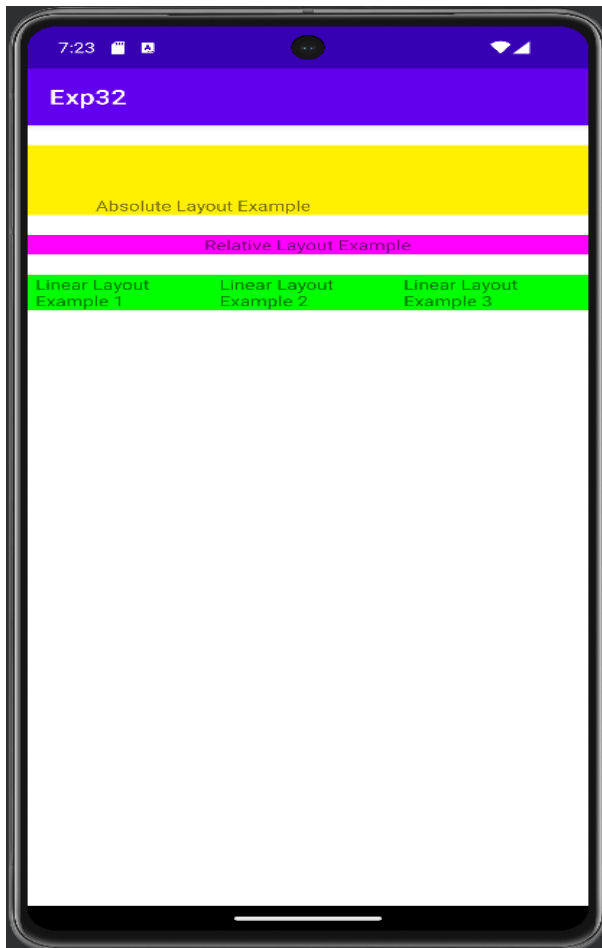 7:23
Exp32
Absolute Layout Example
Relative Layout Example
Linear Layout Linear Layout Linear Layout
Example 1 Example 2 Example 3